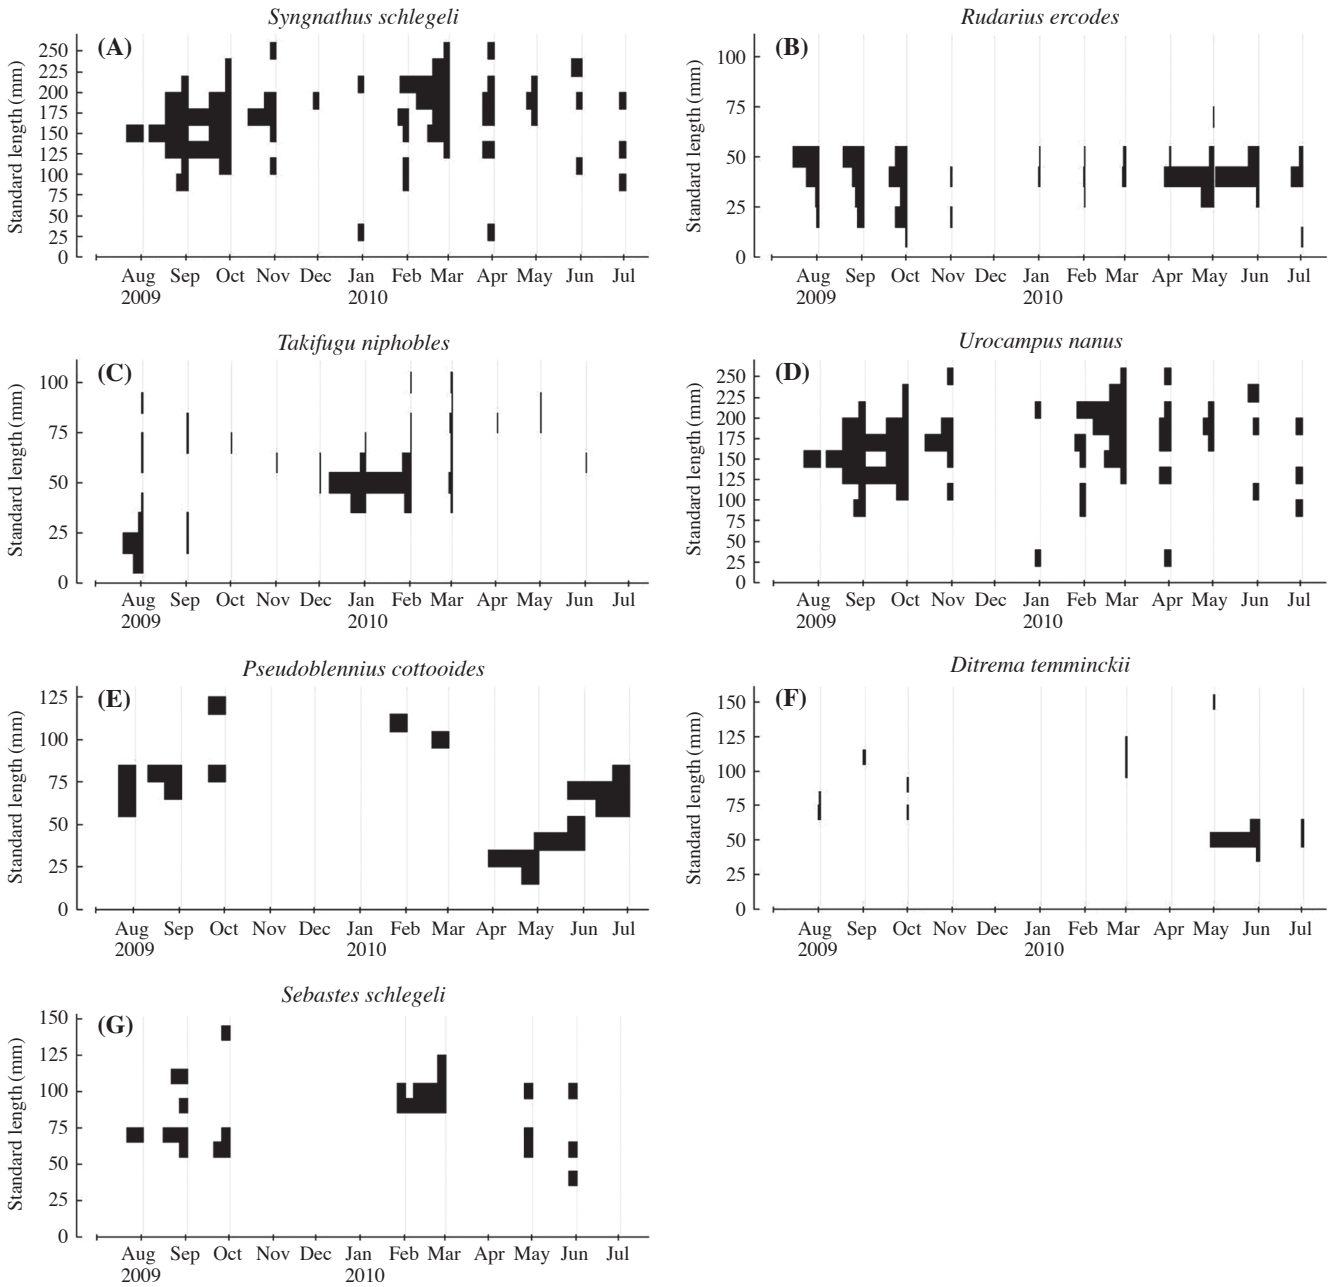 Syngnathus schlegeli
(A)
Standard length (mm)
250
225
200
175
150
125
100
75
50
25
0
Aug Sep Oct Nov Dec Jan Feb Mar Apr May Jun Jul
2009 2010
Rudarius ercodes
(B)
Standard length (mm)
100
75
50
25
0
Aug Sep Oct Nov Dec Jan Feb Mar Apr May Jun Jul
2009 2010
Takifugu niphobles
(C)
Standard length (mm)
100
75
50
25
0
Aug Sep Oct Nov Dec Jan Feb Mar Apr May Jun Jul
2009 2010
Urocampus nanus
(D)
Standard length (mm)
250
225
200
175
150
125
100
75
50
25
0
Aug Sep Oct Nov Dec Jan Feb Mar Apr May Jun Jul
2009 2010
Pseudoblennius cottooides
(E)
Standard length (mm)
125
100
75
50
25
0
Aug Sep Oct Nov Dec Jan Feb Mar Apr May Jun Jul
2009 2010
Ditrema temminckii
(F)
Standard length (mm)
150
125
100
75
50
25
0
Aug Sep Oct Nov Dec Jan Feb Mar Apr May Jun Jul
2009 2010
Sebastes schlegeli
(G)
Standard length (mm)
150
125
100
75
50
25
0
Aug Sep Oct Nov Dec Jan Feb Mar Apr May Jun Jul
2009 2010